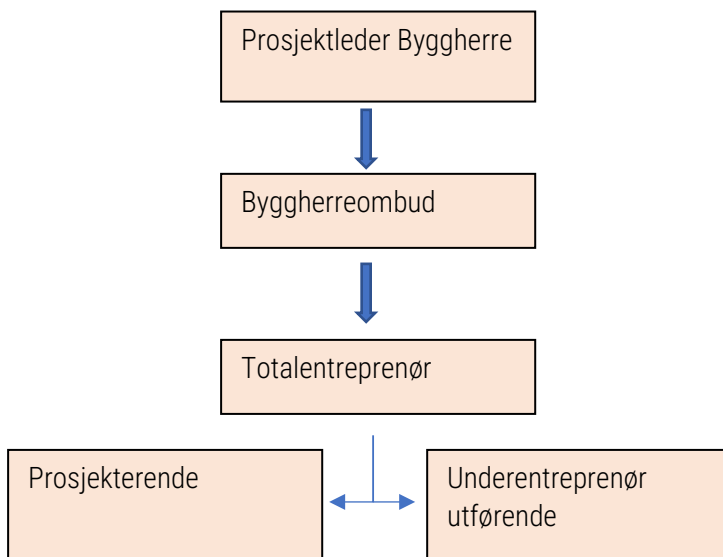 Prosjektleder Byggherre
Byggherreombud
Totalentreprenør
Prosjekterende
Underentreprenør
utførende